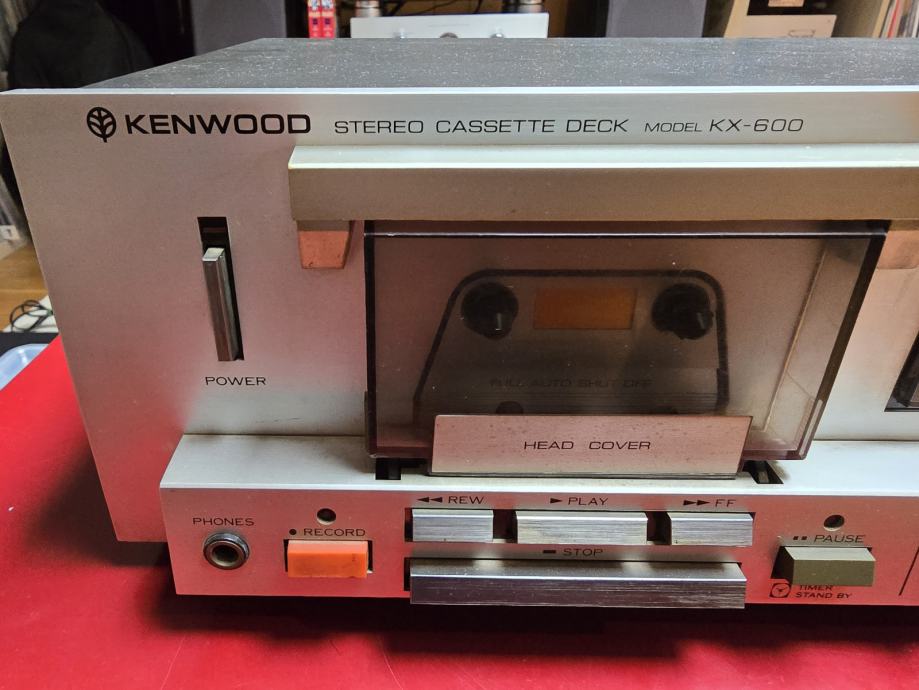 KENWOOD STEREO CASSETTE DECK MODEL KX-600
POWER
FULL AUTO SHUT OFF
HEAD COVER
PHONES
RECORD
REW
PLAY
FF
STOP
PAUSE
TIMER
STAND BY